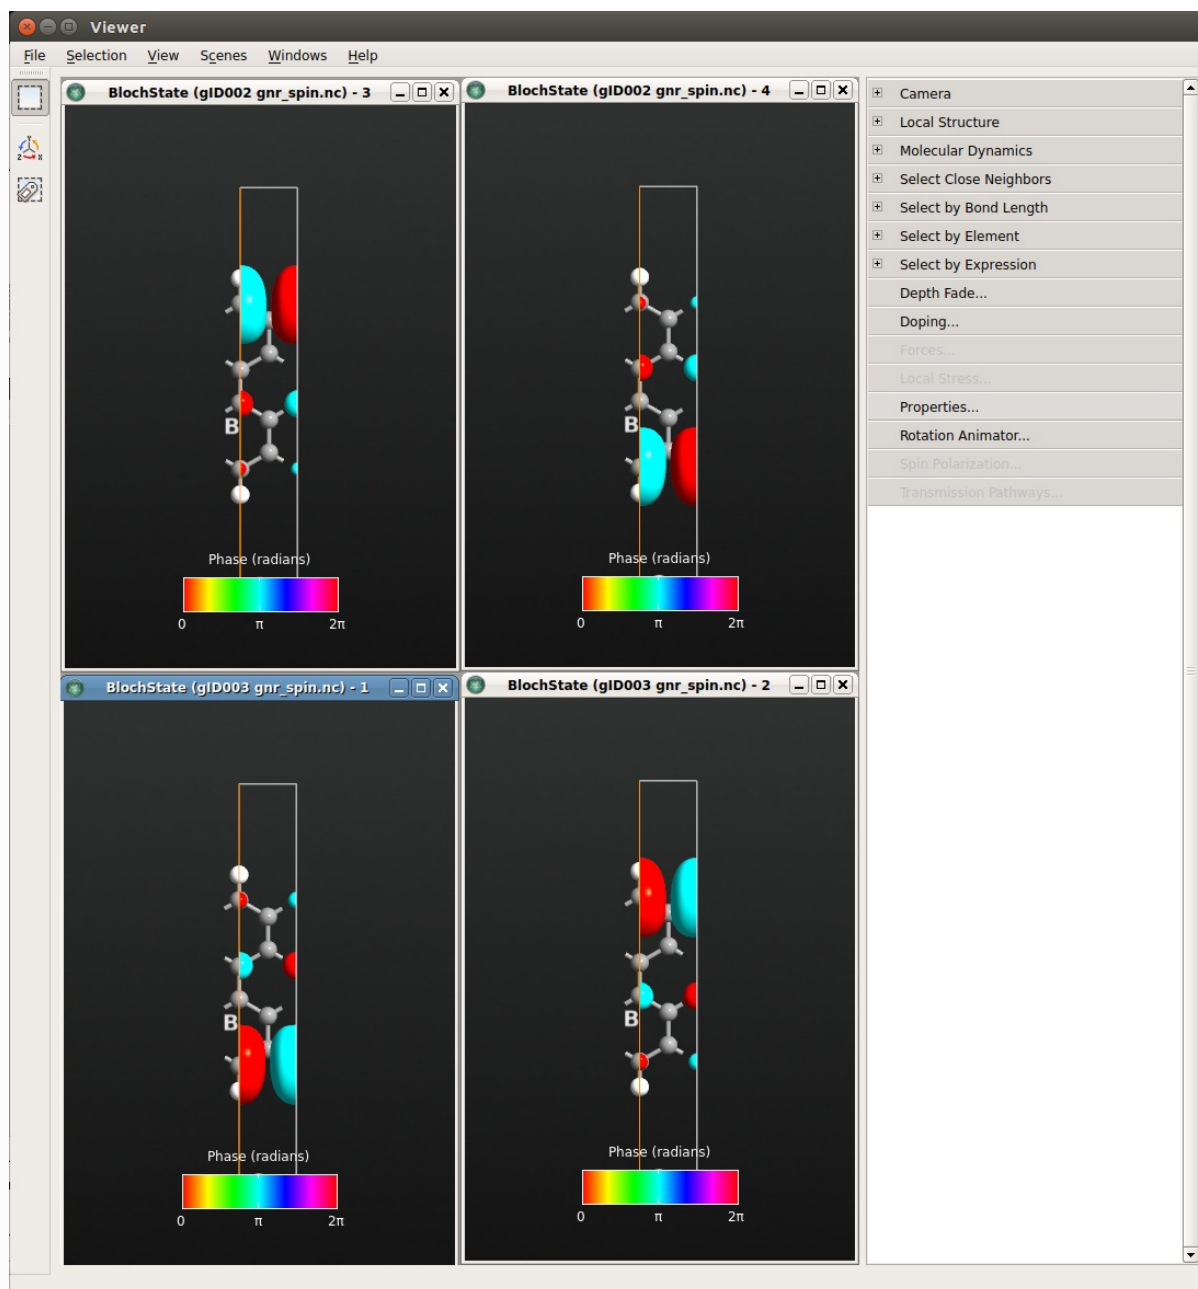 Viewer
File Selection View Scenes Windows Help
BlochState (gID002 gnr_spin.nc) - 3
B
Phase (radians)
0 π 2π
BlochState (gID002 gnr_spin.nc) - 4
B
Phase (radians)
0 π 2π
BlochState (gID003 gnr_spin.nc) - 1
B
Phase (radians)
0 π 2π
BlochState (gID003 gnr_spin.nc) - 2
B
Phase (radians)
0 π 2π
Camera
Local Structure
Molecular Dynamics
Select Close Neighbors
Select by Bond Length
Select by Element
Select by Expression
Depth Fade...
Doping...
Forces...
Local Stress...
Properties...
Rotation Animator...
Spin Polarization...
Transmission Pathways...